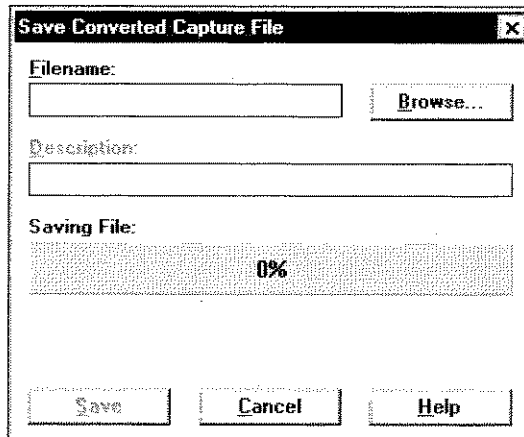 Save Converted Capture File
Filename:
Browse...
Description:
Saving File:
0%
Save Cancel Help